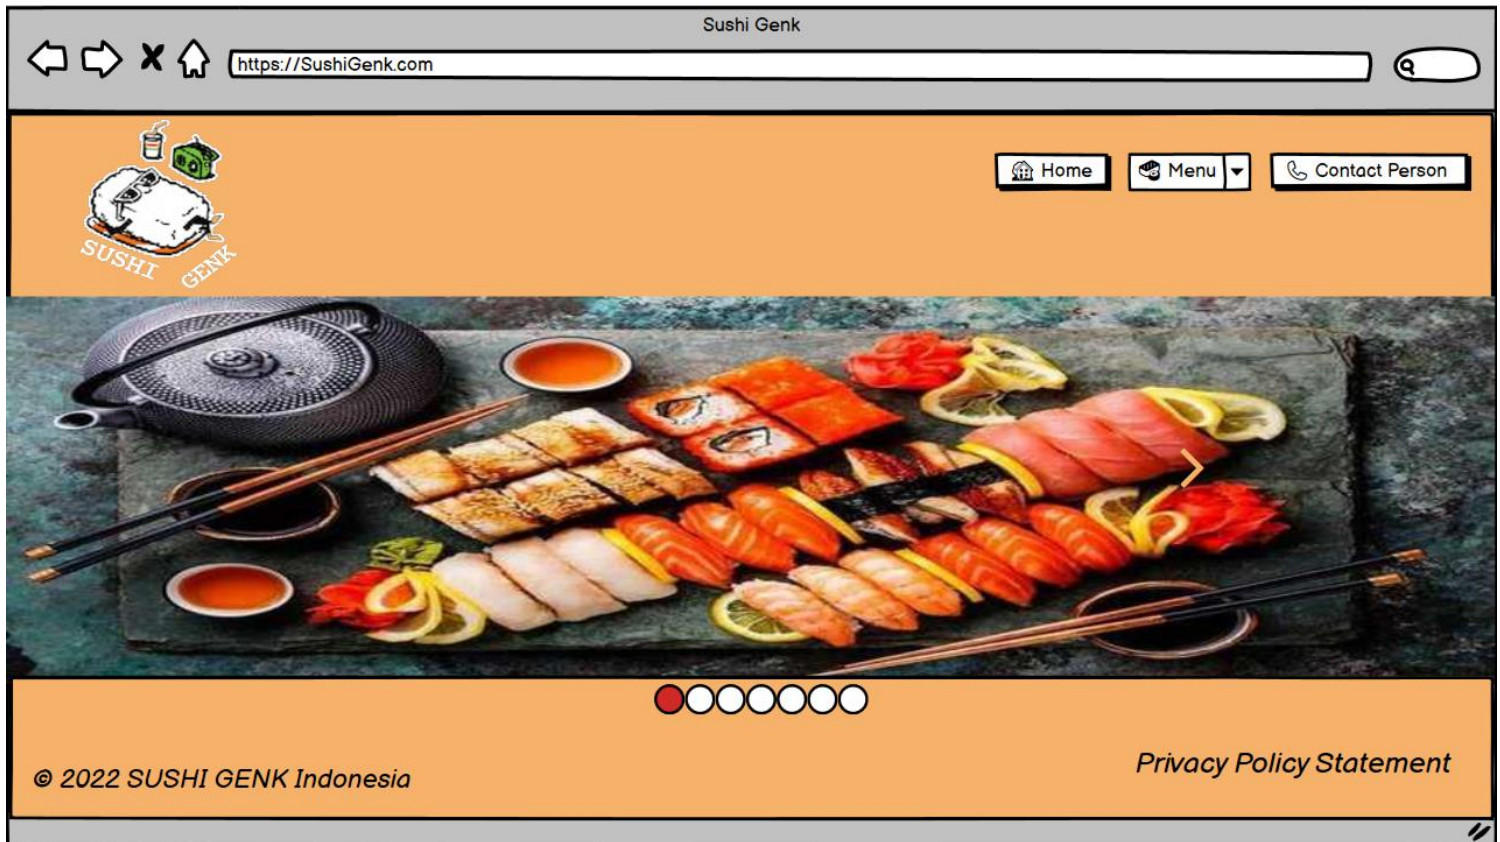 Sushi Genk
https://SushiGenk.com
SUSHI GENK
Home
Menu
Contact Person
© 2022 SUSHI GENK Indonesia
Privacy Policy Statement